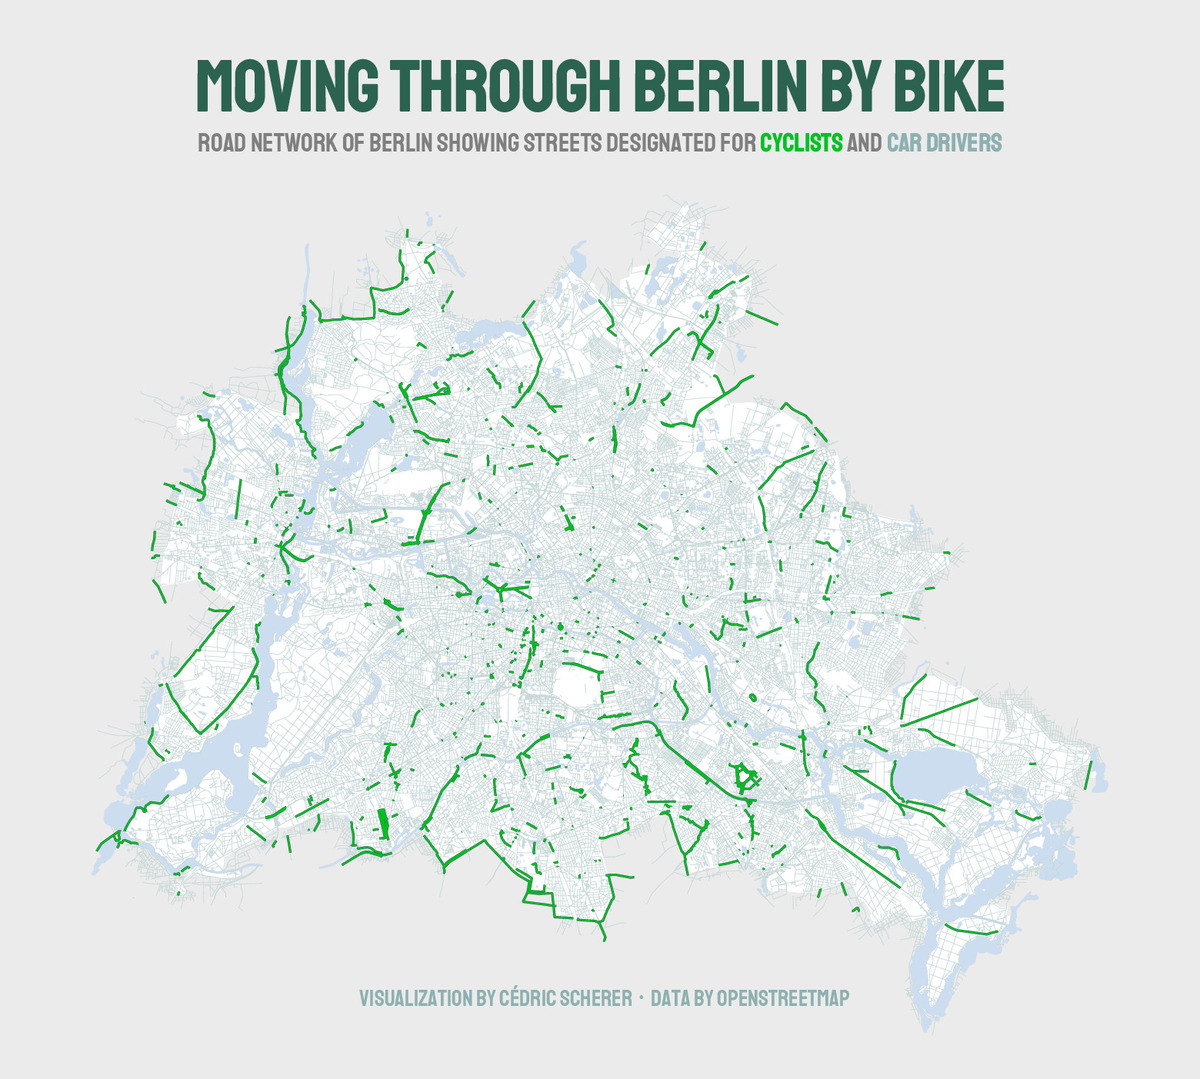 MOVING THROUGH BERLIN BY BIKE
ROAD NETWORK OF BERLIN SHOWING STREETS DESIGNATED FOR CYCLISTS AND CAR DRIVERS
VISUALIZATION BY CÉDRIC SCHERER · DATA BY OPENSTREETMAP